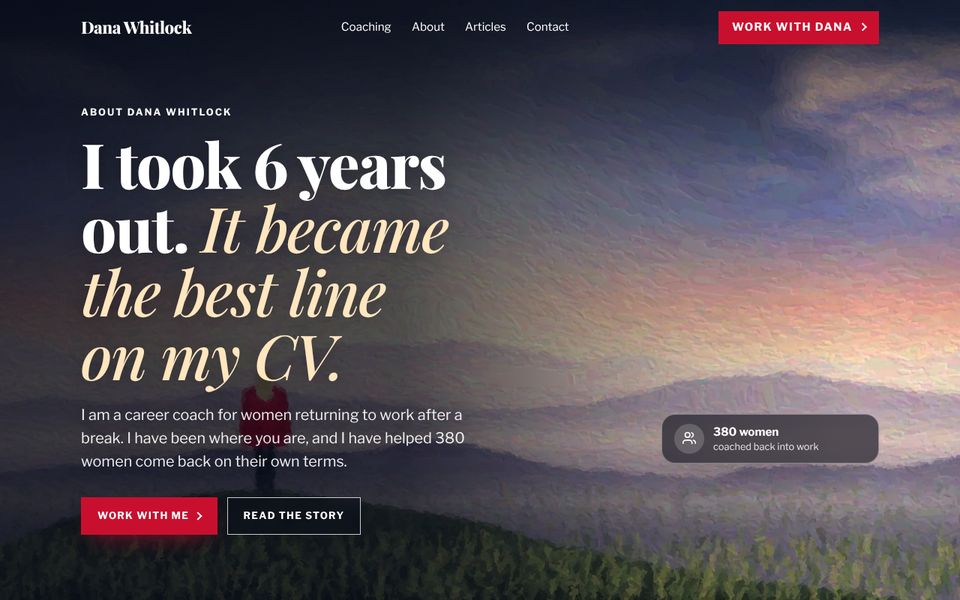 Dana Whitlock
Coaching
About
Articles
Contact
WORK WITH DANA
ABOUT DANA WHITLOCK
I took 6 years
out. It became
the best line
on my CV.
I am a career coach for women returning to work after a
break. I have been where you are, and I have helped 380
women come back on their own terms.
WORK WITH ME
READ THE STORY
380 women
coached back into work